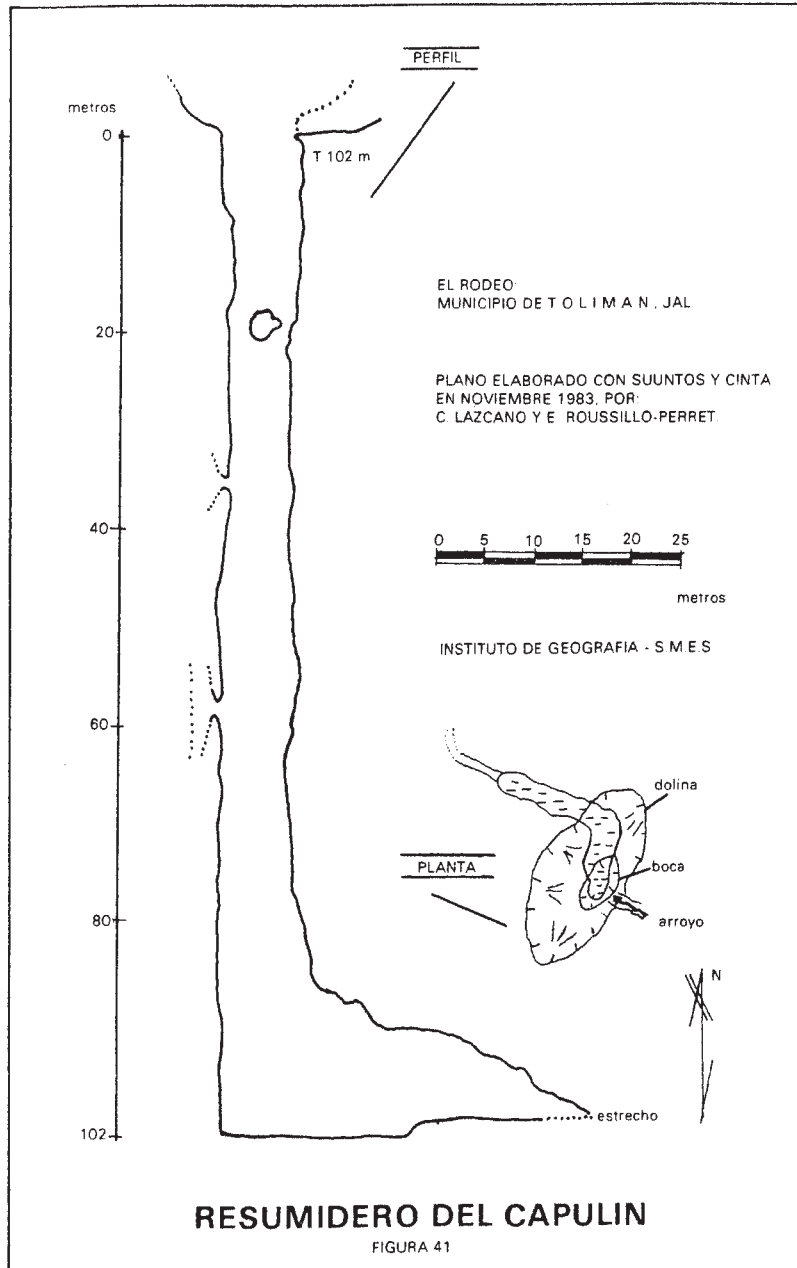 PERFIL
metros
0
T 102 m
EL RODEO:
MUNICIPIO DE T O L I M A N , JAL
20
PLANO ELABORADO CON SUUNTOS Y CINTA
EN NOVIEMBRE 1983, POR:
C. LAZCANO Y E. ROUSSILLO-PERRET.
40
0 5 10 15 20 25
metros
INSTITUTO DE GEOGRAFIA - S.M.E.S
60
dolina
PLANTA
boca
80
arroyo
N
estrecho
102
RESUMIDERO DEL CAPULIN
FIGURA 41